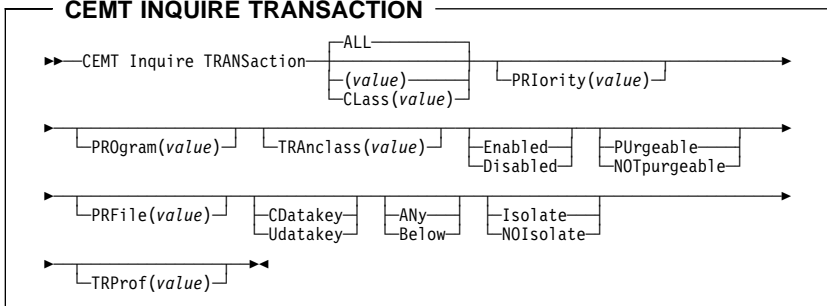 CEMT INQUIRE TRANSACTION
ALL
CEMT Inquire TRANSaction
(value)
PRIority(value)
CLass(value)
PROgram(value)
TRAnclass(value)
Enabled
PUrgeable
Disabled
NOTpurgeable
PRFile(value)
CDatakey
ANy
Isolate
Udatakey
Below
NOIsolate
TRProf(value)